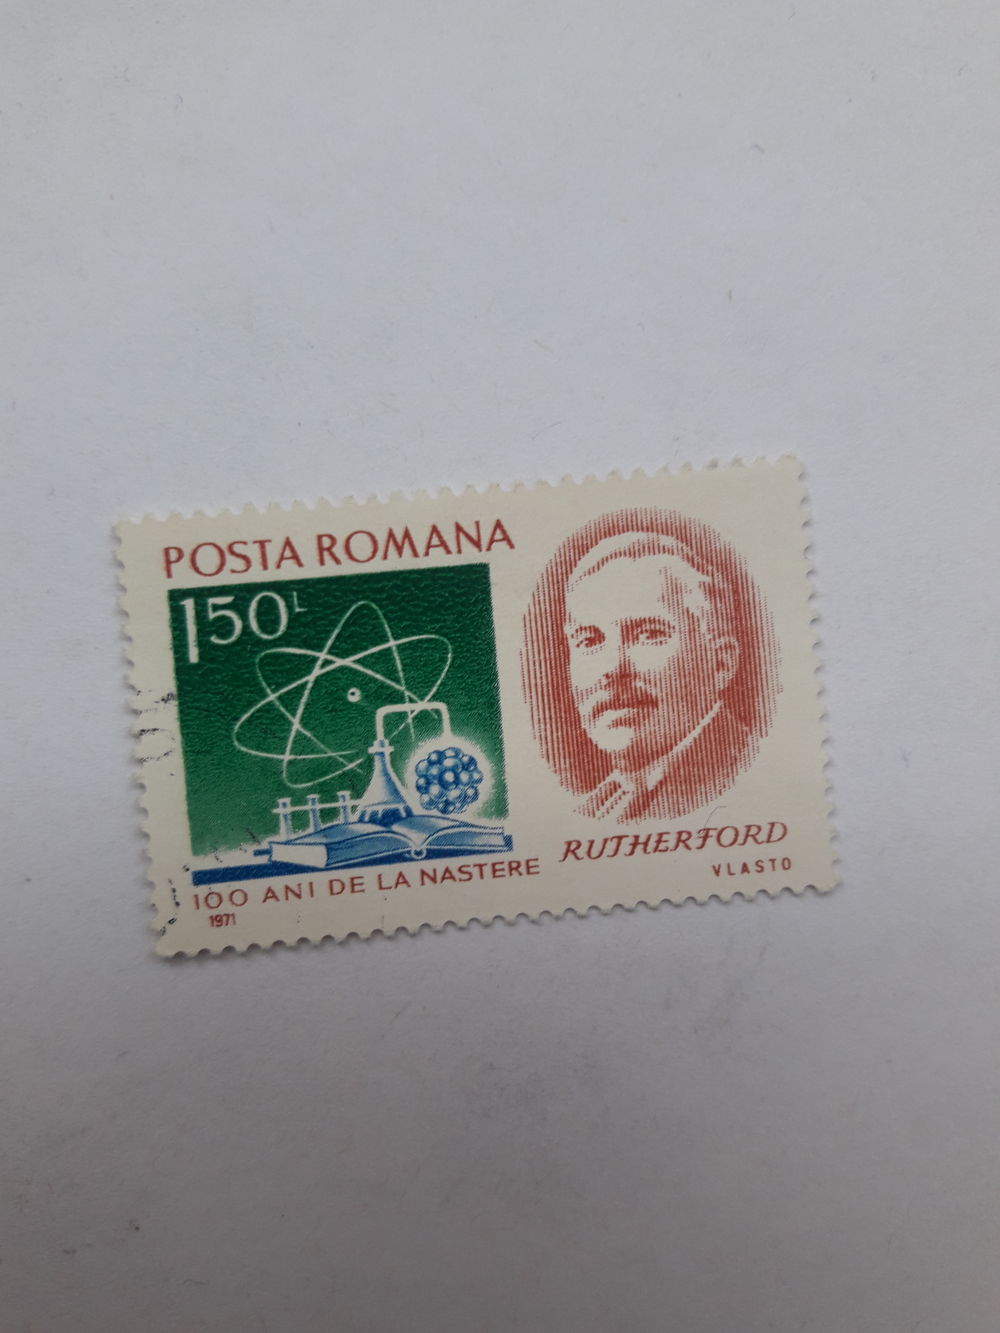 POSTA ROMANA
1,50 L
100 ANI DE LA NASTERE
1971
RUTHERFORD
VLASTO